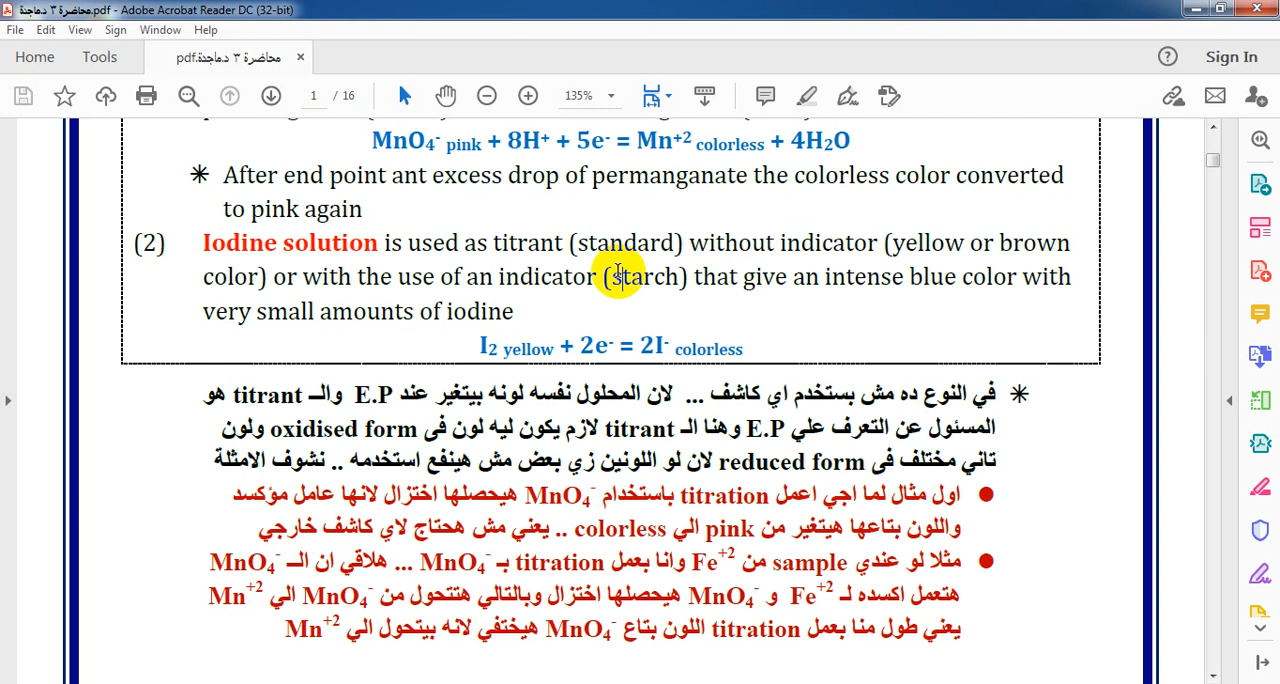 محاضرة ٣ د.ماجدة.pdf - Adobe Acrobat Reader DC (32-bit)
File Edit View Sign Window Help
Home Tools محاضرة ٣ د.ماجدة.pdf × Sign In
1 / 16 135%
MnO₄⁻ pink + 8H⁺ + 5e⁻ = Mn⁺² colorless + 4H₂O
✳ After end point ant excess drop of permanganate the colorless color converted
to pink again
(2) Iodine solution is used as titrant (standard) without indicator (yellow or brown
color) or with the use of an indicator (starch) that give an intense blue color with
very small amounts of iodine
I₂ yellow + 2e⁻ = 2I⁻ colorless
✳ في النوع ده مش بستخدم اي كاشف ... لان المحلول نفسه لونه بيتغير عند E.P والــ titrant هو
المسئول عن التعرف علي E.P وهنا الـ titrant لازم يكون ليه لون فى oxidised form ولون
تاني مختلف فى reduced form لان لو اللونين زي بعض مش هينفع استخدمه .. نشوف الامثلة
● اول مثال لما اجي اعمل titration باستخدام MnO₄⁻ هيحصلها اختزال لانها عامل مؤكسد
واللون بتاعها هيتغير من pink الي colorless .. يعني مش هحتاج لاي كاشف خارجي
● مثلا لو عندي sample من Fe⁺² وانا بعمل titration بـ MnO₄⁻ ... هلاقي ان الــ MnO₄⁻
هتعمل اكسده لـ Fe⁺² و MnO₄⁻ هيحصلها اختزال وبالتالي هتتحول من MnO₄⁻ الي Mn⁺²
يعني طول منا بعمل titration اللون بتاع MnO₄⁻ هيختفي لانه بيتحول الي Mn⁺²